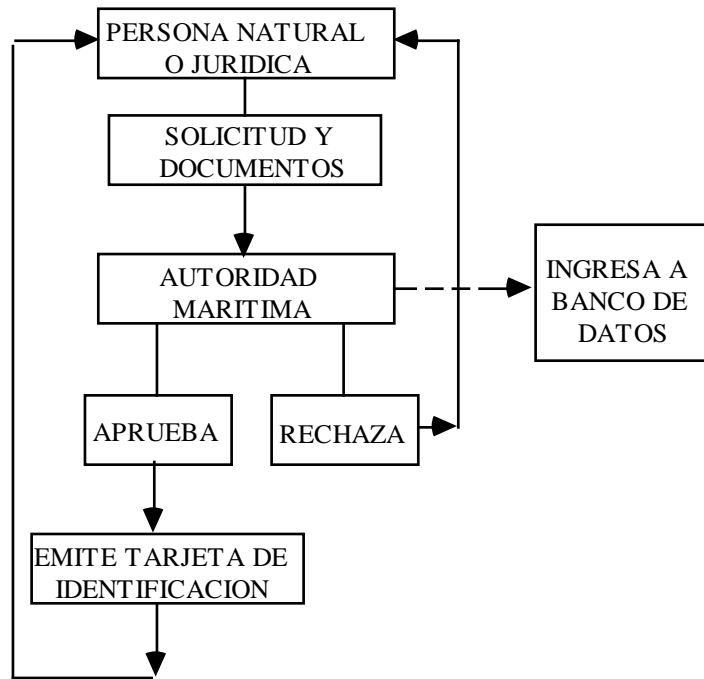 PERSONA NATURAL
O JURIDICA
SOLICITUD Y
DOCUMENTOS
AUTORIDAD
MARITIMA
INGRESA A
BANCO DE
DATOS
APRUEBA
RECHAZA
EMITE TARJETA DE
IDENTIFICACION